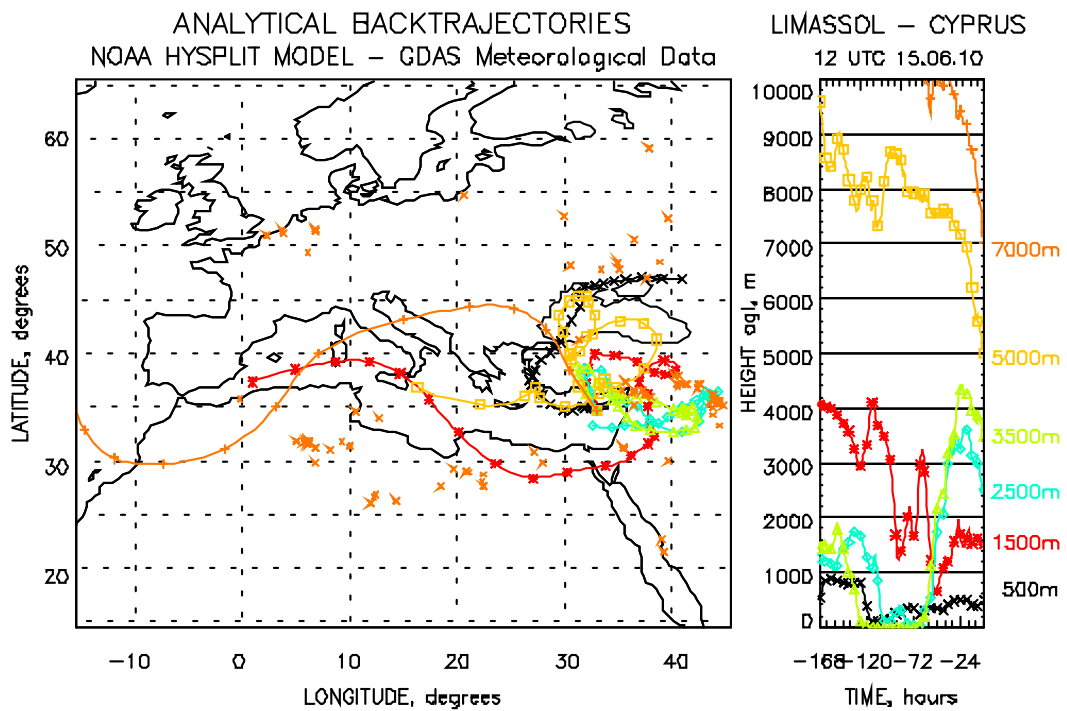 ANALYTICAL BACKTRAJECTORIES
NOAA HYSPLIT MODEL – GDAS Meteorological Data
LIMASSOL – CYPRUS
12 UTC 15.06.10
LATITUDE, degrees
60
50
40
30
20
-10
0
10
20
30
40
LONGITUDE, degrees
HEIGHT agl, m
10000
9000
8000
7000
6000
5000
4000
3000
2000
1000
0
7000m
5000m
3500m
2500m
1500m
500m
-168
-120
-72
-24
TIME, hours